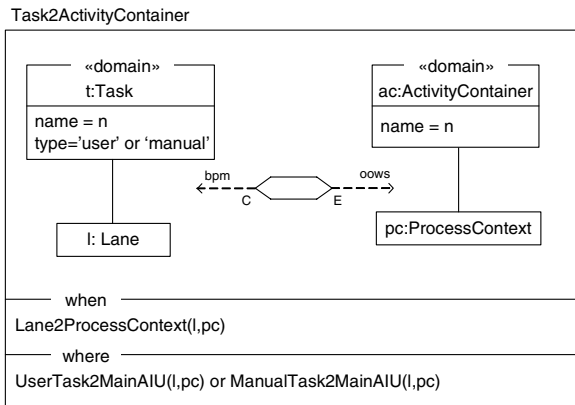 Task2ActivityContainer
«domain»
t:Task
name = n
type='user' or ‘manual’
l: Lane
bpm
C
oows
E
«domain»
ac:ActivityContainer
name = n
pc:ProcessContext
when
Lane2ProcessContext(l,pc)
where
UserTask2MainAIU(l,pc) or ManualTask2MainAIU(l,pc)